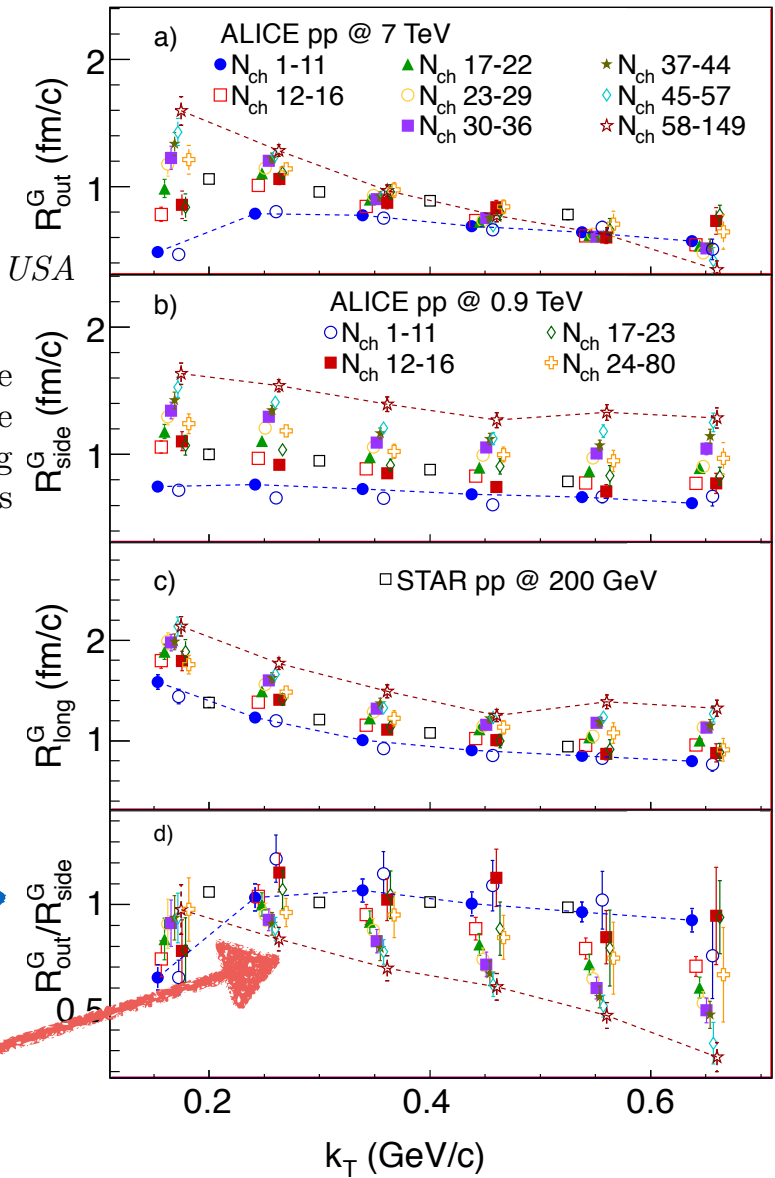 a) ALICE pp @ 7 TeV
N_ch 1-11 N_ch 17-22 N_ch 37-44
N_ch 12-16 N_ch 23-29 N_ch 45-57
N_ch 30-36 N_ch 58-149
R^G_out (fm/c)
2
1
USA
b) ALICE pp @ 0.9 TeV
N_ch 1-11 N_ch 17-23
N_ch 12-16 N_ch 24-80
R^G_side (fm/c)
2
1
e
e
g
s
c) STAR pp @ 200 GeV
R^G_long (fm/c)
2
1
d)
R^G_out/R^G_side
1
0.5
0.2 0.4 0.6
k_T (GeV/c)